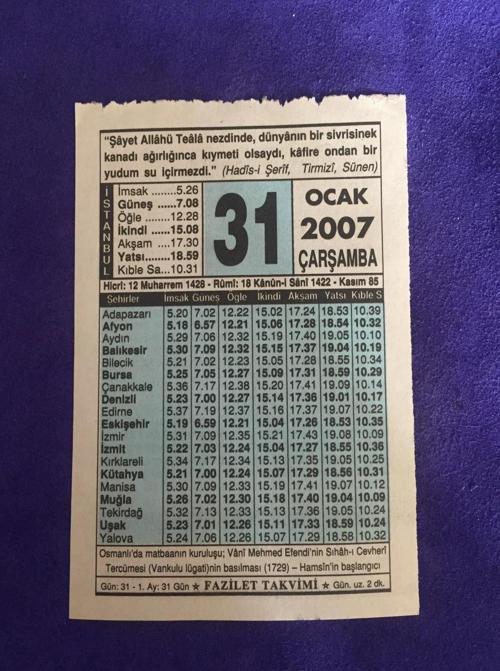 “Şâyet Allâhü Teâlâ nezdinde, dünyânın bir sivrisinek
kanadı ağırlığınca kıymeti olsaydı, kâfire ondan bir
yudum su içirmezdi.” (Hadîs-i Şerîf, Tirmizî, Sünen)
İSTANBUL
İmsak ........5.26
Güneş ......7.08
Öğle .......12.28
İkindi ....15.08
Akşam ....17.30
Yatsı.......18.59
Kıble Sa...10.31
31
OCAK
2007
ÇARŞAMBA
Hicrî: 12 Muharrem 1428 - Rûmî: 18 Kânûn-i Sânî 1422 - Kasım 85
Şehirler İmsak Güneş Öğle İkindi Akşam Yatsı Kıble S
Adapazarı 5.20 7.02 12.22 15.02 17.24 18.53 10.39
Afyon 5.18 6.57 12.21 15.06 17.28 18.54 10.32
Aydın 5.29 7.06 12.32 15.19 17.40 19.05 10.10
Balıkesir 5.30 7.09 12.32 15.15 17.37 19.04 10.19
Bilecik 5.21 7.02 12.23 15.05 17.28 18.55 10.34
Bursa 5.25 7.05 12.27 15.09 17.31 18.59 10.29
Çanakkale 5.36 7.17 12.38 15.20 17.41 19.09 10.14
Denizli 5.23 7.00 12.27 15.14 17.36 19.01 10.17
Edirne 5.37 7.19 12.37 15.16 17.37 19.07 10.22
Eskişehir 5.19 6.59 12.21 15.04 17.26 18.53 10.35
İzmir 5.31 7.09 12.35 15.21 17.43 19.08 10.09
İzmit 5.22 7.03 12.24 15.04 17.27 18.55 10.36
Kırklareli 5.34 7.17 12.34 15.13 17.35 19.05 10.25
Kütahya 5.21 7.00 12.24 15.07 17.29 18.56 10.31
Manisa 5.30 7.09 12.33 15.19 17.41 19.07 10.12
Muğla 5.26 7.02 12.30 15.18 17.40 19.04 10.09
Tekirdağ 5.32 7.13 12.33 15.13 17.36 19.05 10.24
Uşak 5.23 7.01 12.26 15.11 17.33 18.59 10.24
Yalova 5.24 7.06 12.26 15.07 17.29 18.58 10.32
Osmanlı’da matbaanın kuruluşu; Vânî Mehmed Efendi’nin Sıhâh-ı Cevherî
Tercümesi (Vankulu lügati)nin basılması (1729) – Hamsîn’in başlangıcı
Gün: 31 - 1. Ay: 31 Gün ★ FAZİLET TAKVİMİ ★ Gün. uz. 2 dk.